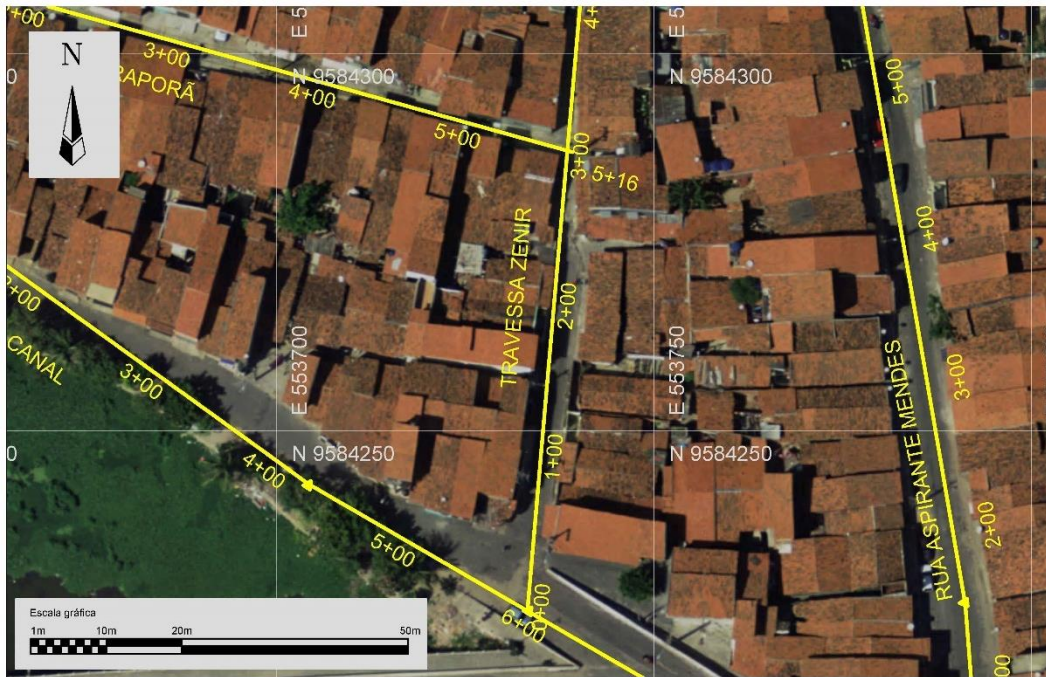 N
3+00
4+00
5+00
5+16
3+00
2+00
1+00
TRAVESSA ZENIR
CANAL
3+00
4+00
5+00
6+00
5+00
4+00
3+00
2+00
RUA ASPIRANTE MENDES
N 9584300
N 9584300
N 9584250
N 9584250
E 553700
E 553750
Escala gráfica
1m 10m 20m 50m